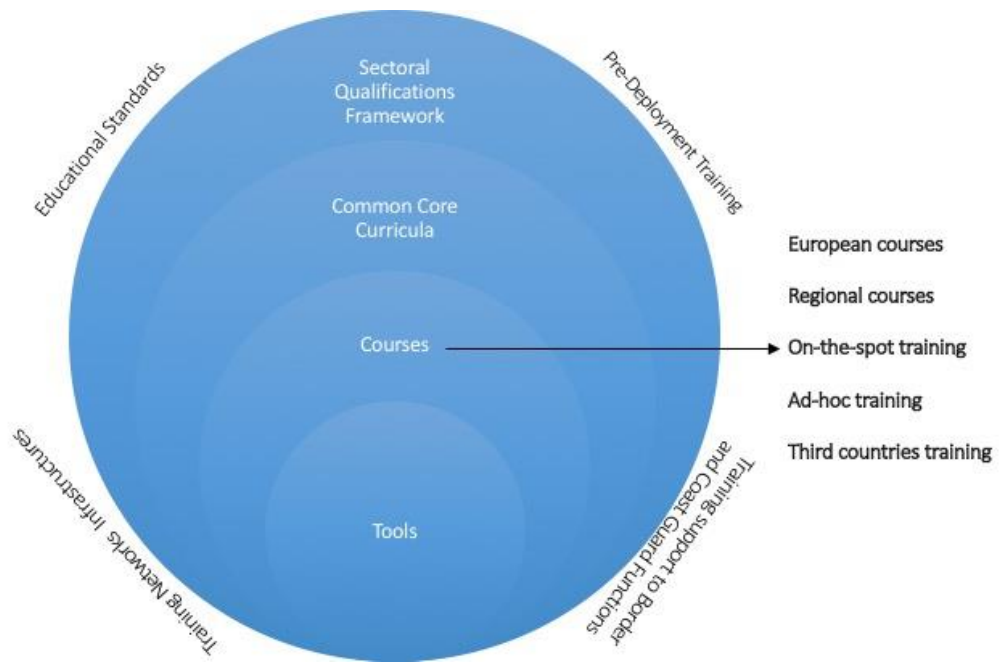 Educational Standards
Pre-Deployment Training
Sectoral
Qualifications
Framework
Common Core
Curricula
Courses
Tools
European courses
Regional courses
On-the-spot training
Ad-hoc training
Third countries training
Training Networks Infrastructures
Training support to Border
and Coast Guard Functions